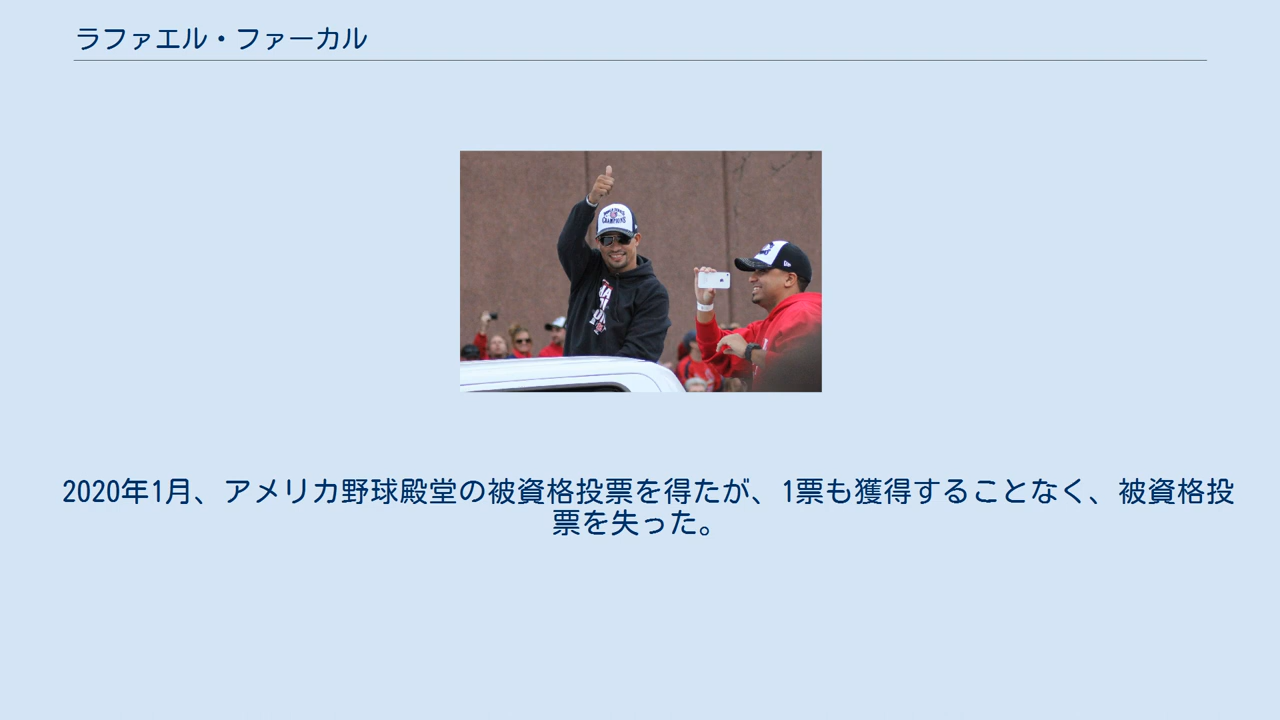 ラファエル・ファーカル
CHAMPIONS
2020年1月、アメリカ野球殿堂の被資格投票を得たが、1票も獲得することなく、被資格投
票を失った。